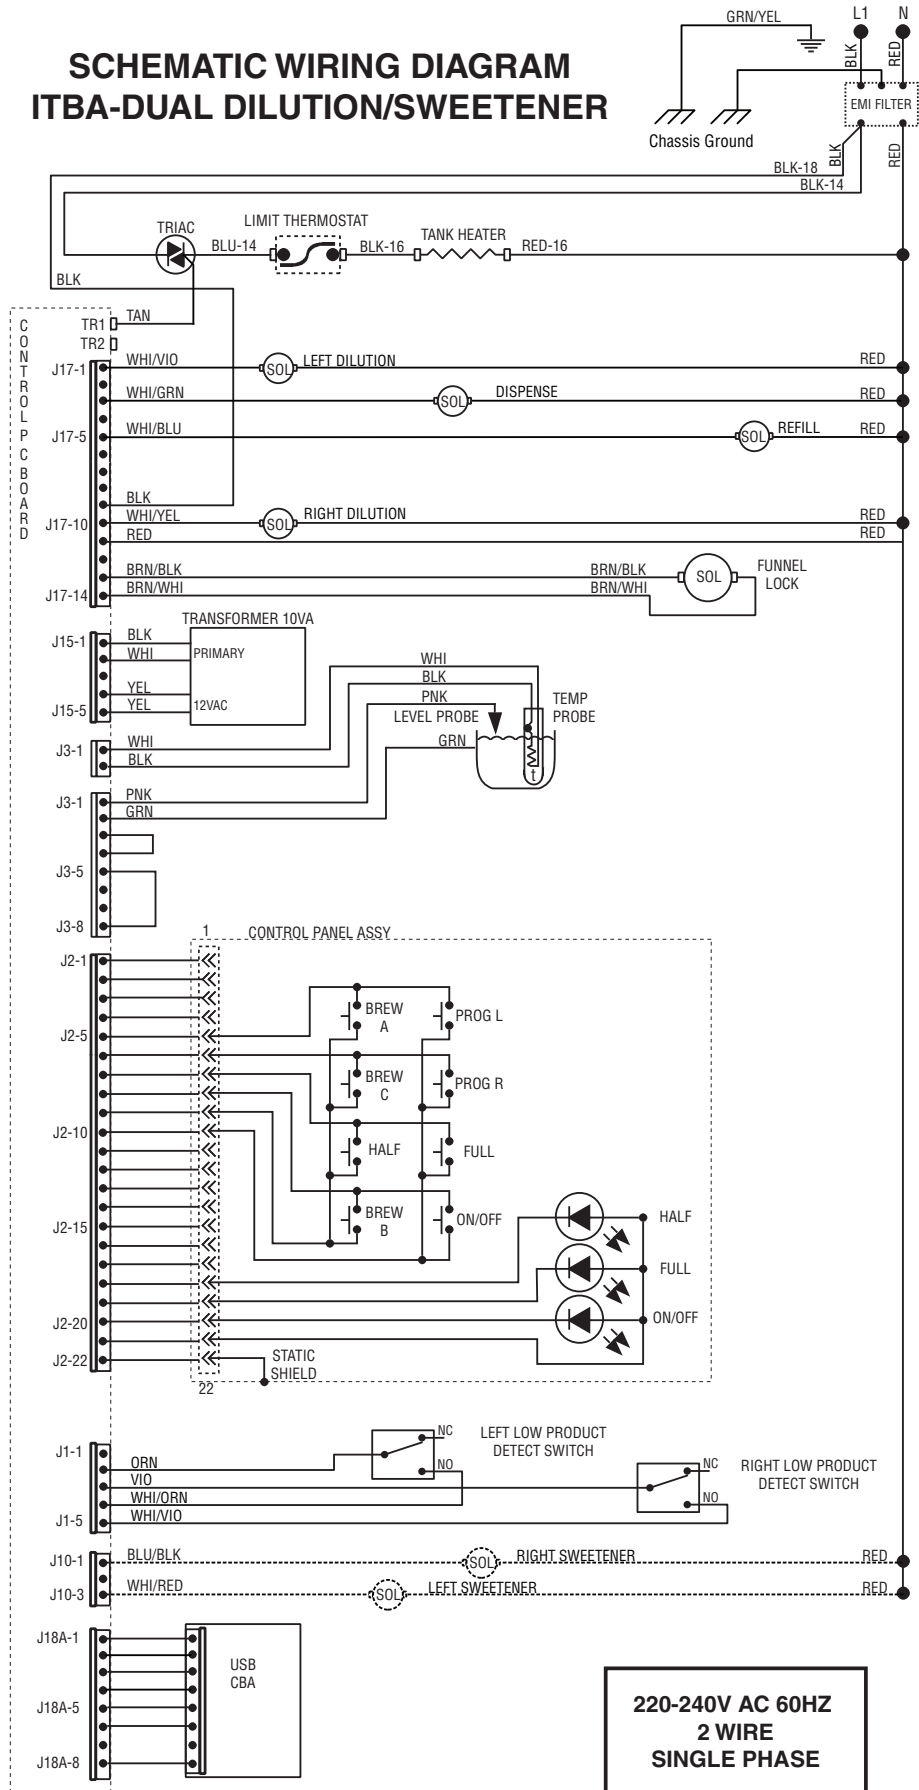 GRN/YEL
L1
N
BLK
RED
SCHEMATIC WIRING DIAGRAM
ITBA-DUAL DILUTION/SWEETENER
EMI FILTER
Chassis Ground
BLK
RED
BLK-18
BLK-14
TRIAC
BLU-14
LIMIT THERMOSTAT
BLK-16
TANK HEATER
RED-16
BLK
CONTROL PC BOARD
TR1
TAN
TR2
J17-1
WHI/VIO
SOL
LEFT DILUTION
RED
WHI/GRN
SOL
DISPENSE
RED
J17-5
WHI/BLU
SOL
REFILL
RED
BLK
J17-10
WHI/YEL
SOL
RIGHT DILUTION
RED
RED
RED
BRN/BLK
BRN/BLK
SOL
FUNNEL
LOCK
J17-14
BRN/WHI
BRN/WHI
TRANSFORMER 10VA
J15-1
BLK
WHI
PRIMARY
YEL
J15-5
YEL
12VAC
WHI
BLK
PNK
LEVEL PROBE
TEMP
PROBE
GRN
t
J3-1
WHI
BLK
J3-1
PNK
GRN
J3-5
J3-8
1
CONTROL PANEL ASSY
J2-1
J2-5
BREW
A
PROG L
BREW
C
PROG R
J2-10
HALF
FULL
BREW
B
ON/OFF
J2-15
HALF
FULL
J2-20
ON/OFF
J2-22
STATIC
SHIELD
22
J1-1
ORN
NC
NO
LEFT LOW PRODUCT
DETECT SWITCH
VIO
NC
NO
RIGHT LOW PRODUCT
DETECT SWITCH
WHI/ORN
J1-5
WHI/VIO
J10-1
BLU/BLK
SOL
RIGHT SWEETENER
RED
J10-3
WHI/RED
SOL
LEFT SWEETENER
RED
J18A-1
USB
CBA
J18A-5
J18A-8
220-240V AC 60HZ
2 WIRE
SINGLE PHASE